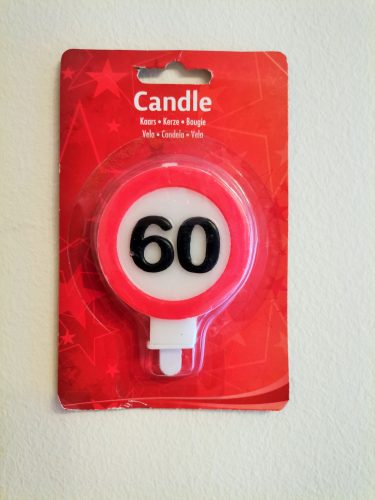 Candle
Kaars • Kerze • Bougie
Vela • Candela • Vela
60